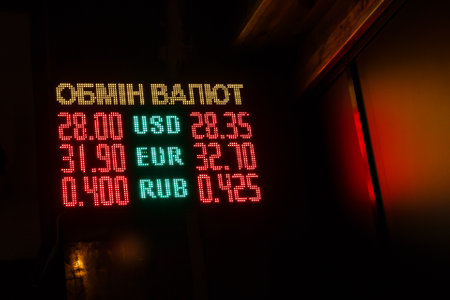 ОБМІН ВАЛЮТ
28.00 USD 28.35
31.90 EUR 32.70
0.400 RUB 0.425